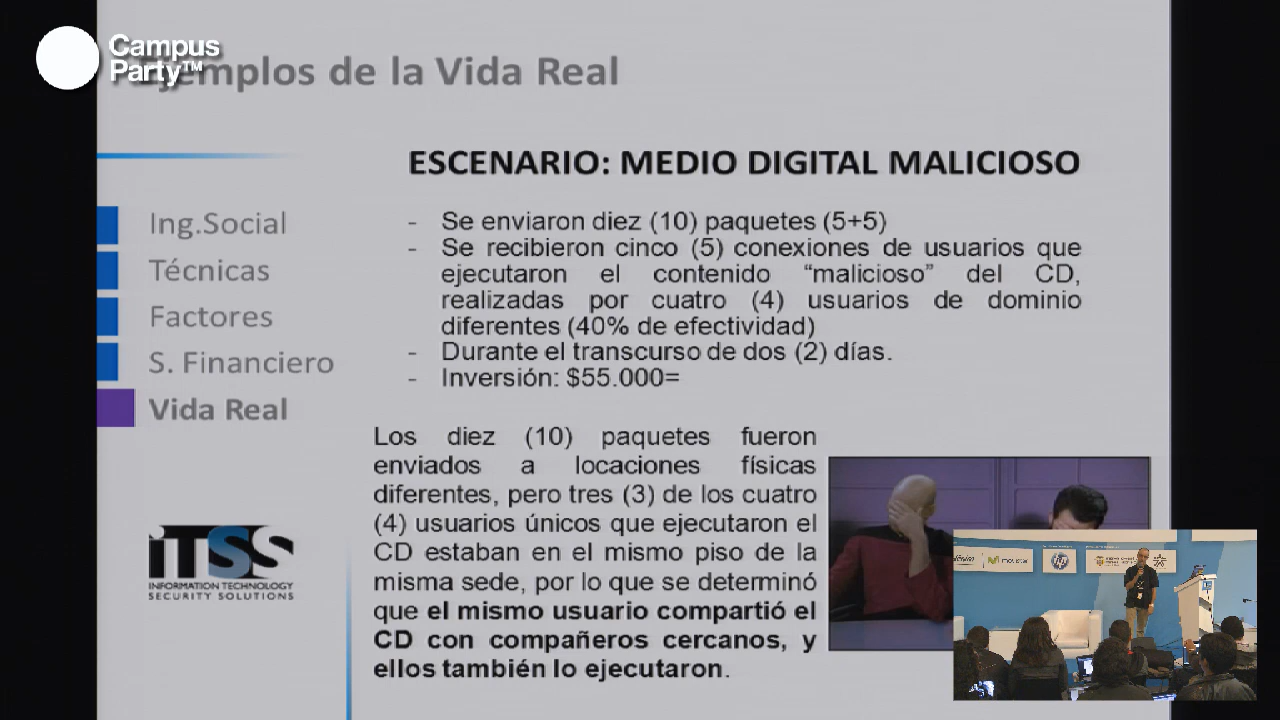 Campus
Party™
Ejemplos de la Vida Real
ESCENARIO: MEDIO DIGITAL MALICIOSO
Ing.Social
Técnicas
Factores
S. Financiero
Vida Real
- Se enviaron diez (10) paquetes (5+5)
- Se recibieron cinco (5) conexiones de usuarios que
ejecutaron el contenido “malicioso” del CD,
realizadas por cuatro (4) usuarios de dominio
diferentes (40% de efectividad)
- Durante el transcurso de dos (2) días.
- Inversión: $55.000=
Los diez (10) paquetes fueron
enviados a locaciones físicas
diferentes, pero tres (3) de los cuatro
(4) usuarios únicos que ejecutaron el
CD estaban en el mismo piso de la
misma sede, por lo que se determinó
que el mismo usuario compartió el
CD con compañeros cercanos, y
ellos también lo ejecutaron.
iTSS
INFORMATION TECHNOLOGY
SECURITY SOLUTIONS
movistar
hp